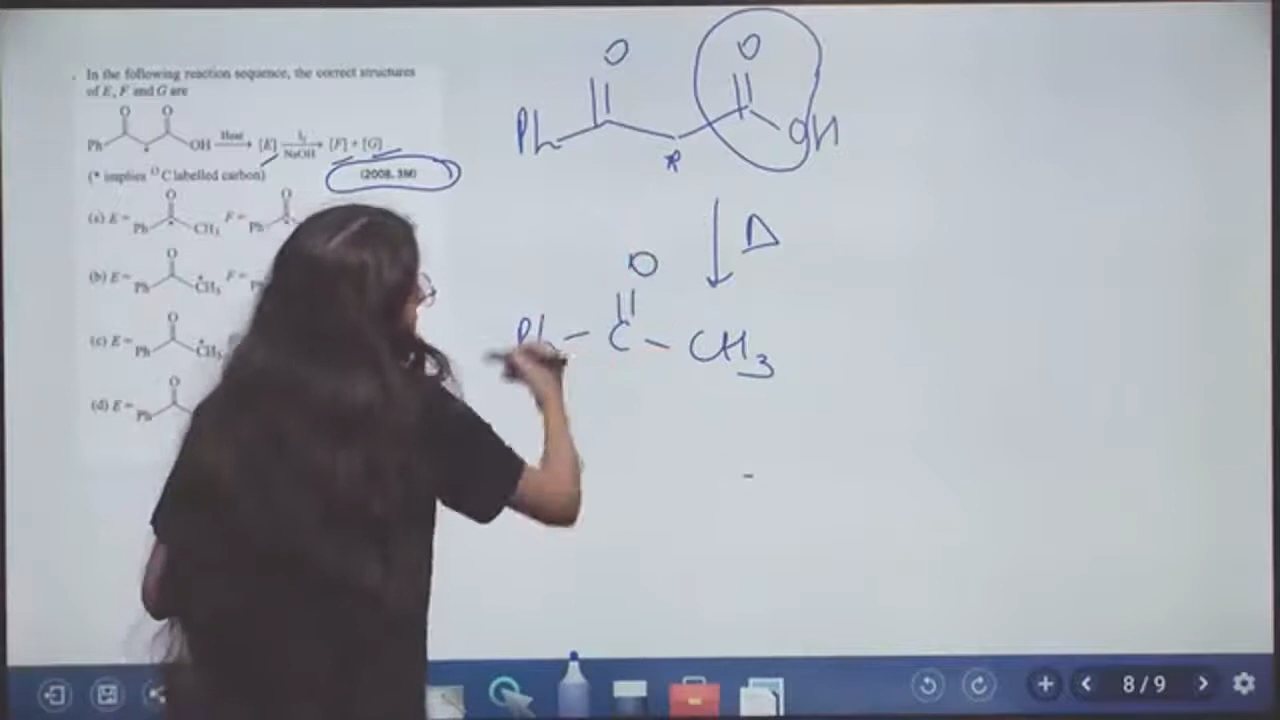 In the following reaction sequence, the correct structures
of E, F and G are
O O
Ph * OH Heat [E] I₂ NaOH [F] + [G]
(* implies ¹³C labelled carbon)
(2008, 3M)
(a) E = Ph O * CH₃ F = Ph O *
(b) E = Ph O *CH₃ F =
(c) E = Ph O *CH₃
(d) E = Ph O
O O
Ph * OH
Δ
O
Ph - C - CH₃
8/9